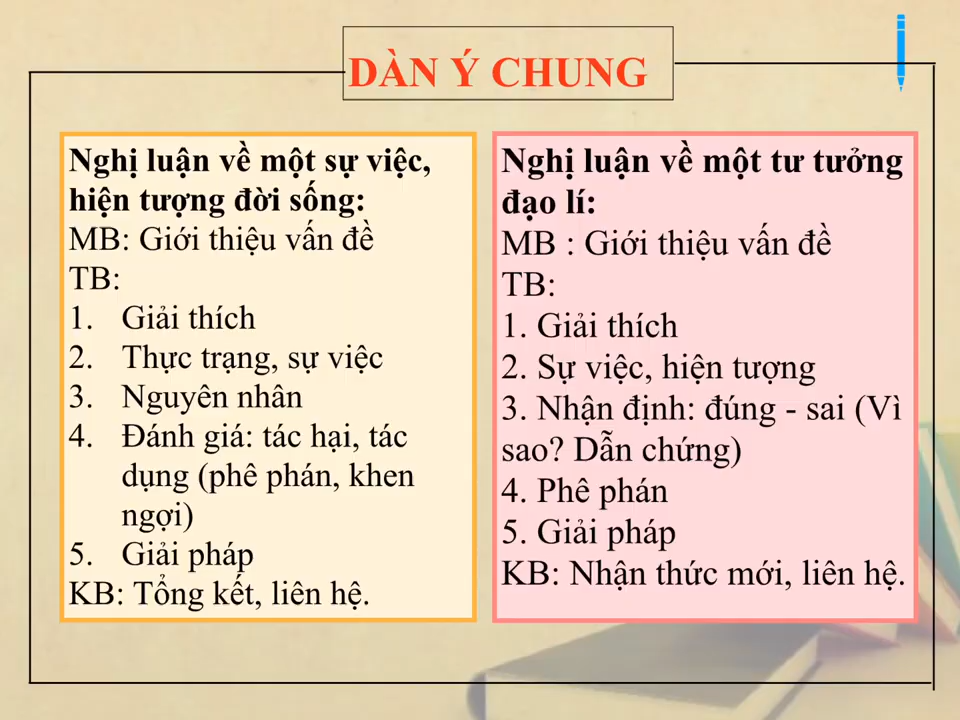 DÀN Ý CHUNG
Nghị luận về một sự việc,
hiện tượng đời sống:
MB: Giới thiệu vấn đề
TB:
1. Giải thích
2. Thực trạng, sự việc
3. Nguyên nhân
4. Đánh giá: tác hại, tác
dụng (phê phán, khen
ngợi)
5. Giải pháp
KB: Tổng kết, liên hệ.
Nghị luận về một tư tưởng
đạo lí:
MB : Giới thiệu vấn đề
TB:
1. Giải thích
2. Sự việc, hiện tượng
3. Nhận định: đúng - sai (Vì
sao? Dẫn chứng)
4. Phê phán
5. Giải pháp
KB: Nhận thức mới, liên hệ.